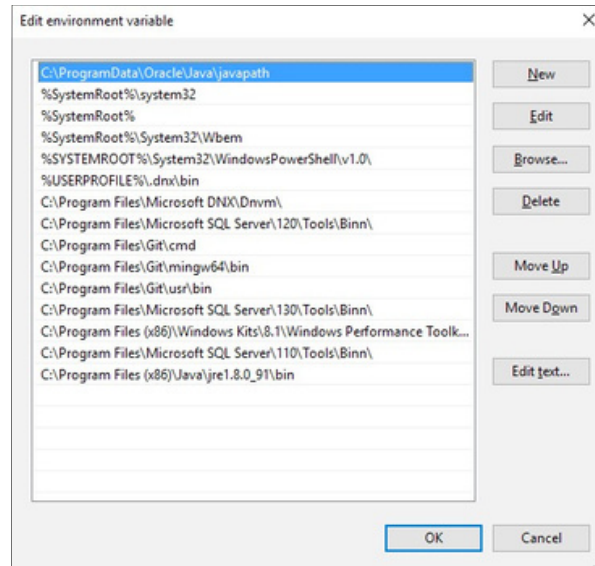 Edit environment variable
C:\ProgramData\Oracle\Java\javapath
%SystemRoot%\system32
%SystemRoot%
%SystemRoot%\System32\Wbem
%SYSTEMROOT%\System32\WindowsPowerShell\v1.0\
%USERPROFILE%\.dnx\bin
C:\Program Files\Microsoft DNX\Dnvm\
C:\Program Files\Microsoft SQL Server\120\Tools\Binn\
C:\Program Files\Git\cmd
C:\Program Files\Git\mingw64\bin
C:\Program Files\Git\usr\bin
C:\Program Files\Microsoft SQL Server\130\Tools\Binn\
C:\Program Files (x86)\Windows Kits\8.1\Windows Performance Toolk...
C:\Program Files\Microsoft SQL Server\110\Tools\Binn\
C:\Program Files (x86)\Java\jre1.8.0_91\bin
New
Edit
Browse...
Delete
Move Up
Move Down
Edit text...
OK
Cancel